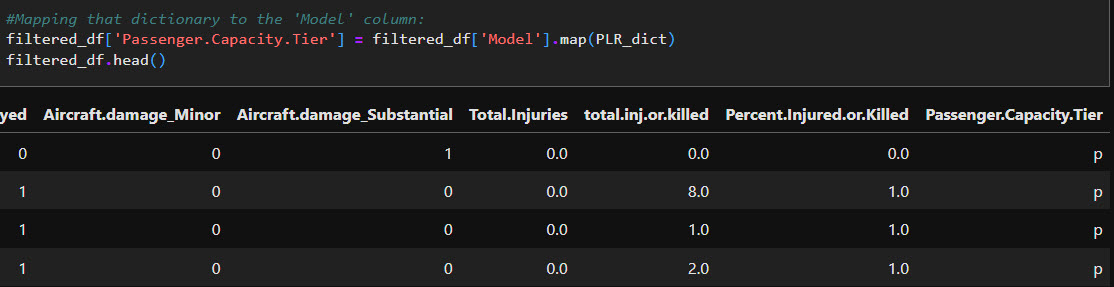 #Mapping that dictionary to the 'Model' column:
filtered_df['Passenger.Capacity.Tier'] = filtered_df['Model'].map(PLR_dict)
filtered_df.head()
yed Aircraft.damage_Minor Aircraft.damage_Substantial Total.Injuries total.inj.or.killed Percent.Injured.or.Killed Passenger.Capacity.Tier
0 0 1 0.0 0.0 0.0 p
1 0 0 0.0 8.0 1.0 p
1 0 0 0.0 1.0 1.0 p
1 0 0 0.0 2.0 1.0 p